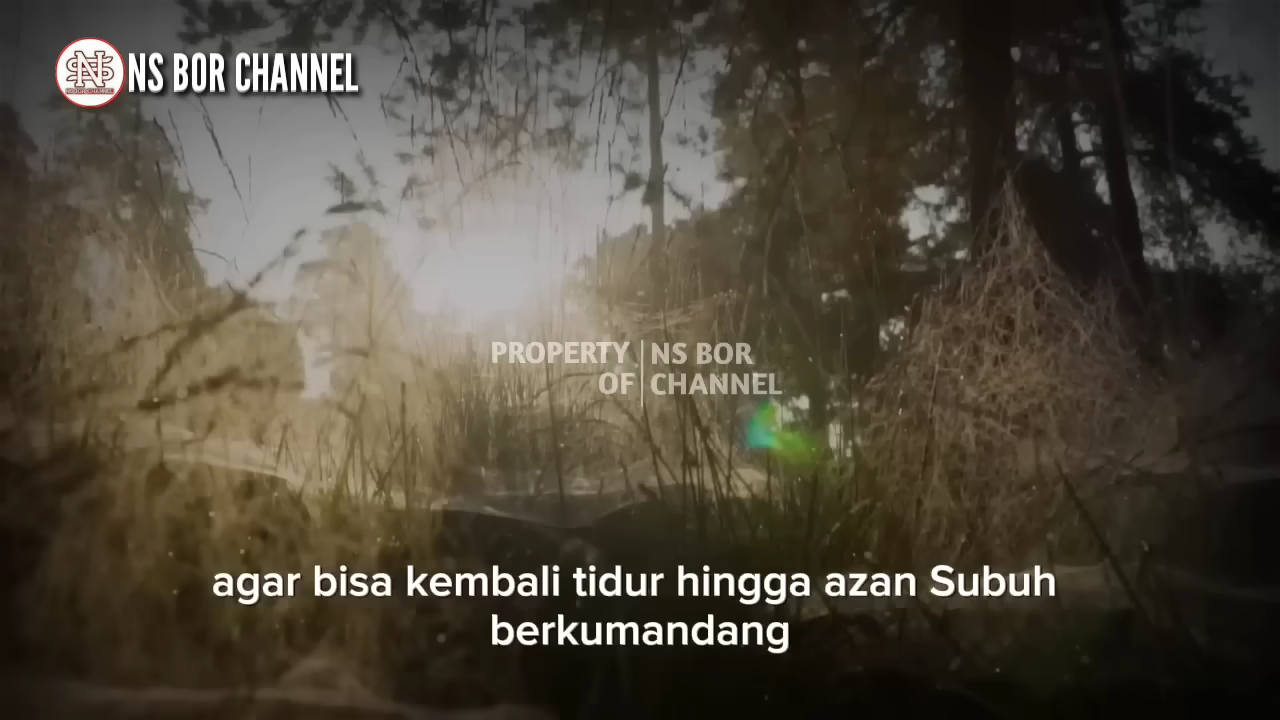 NS BOR CHANNEL
PROPERTY OF
NS BOR CHANNEL
agar bisa kembali tidur hingga azan Subuh
berkumandang